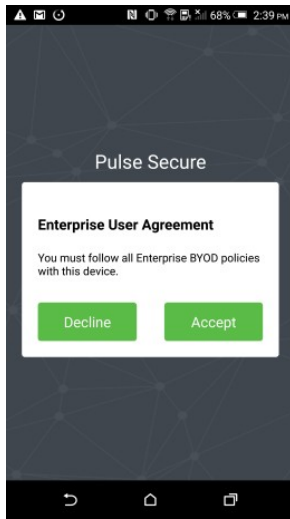 68% 2:39 PM
Pulse Secure
Enterprise User Agreement
You must follow all Enterprise BYOD policies
with this device.
Decline Accept